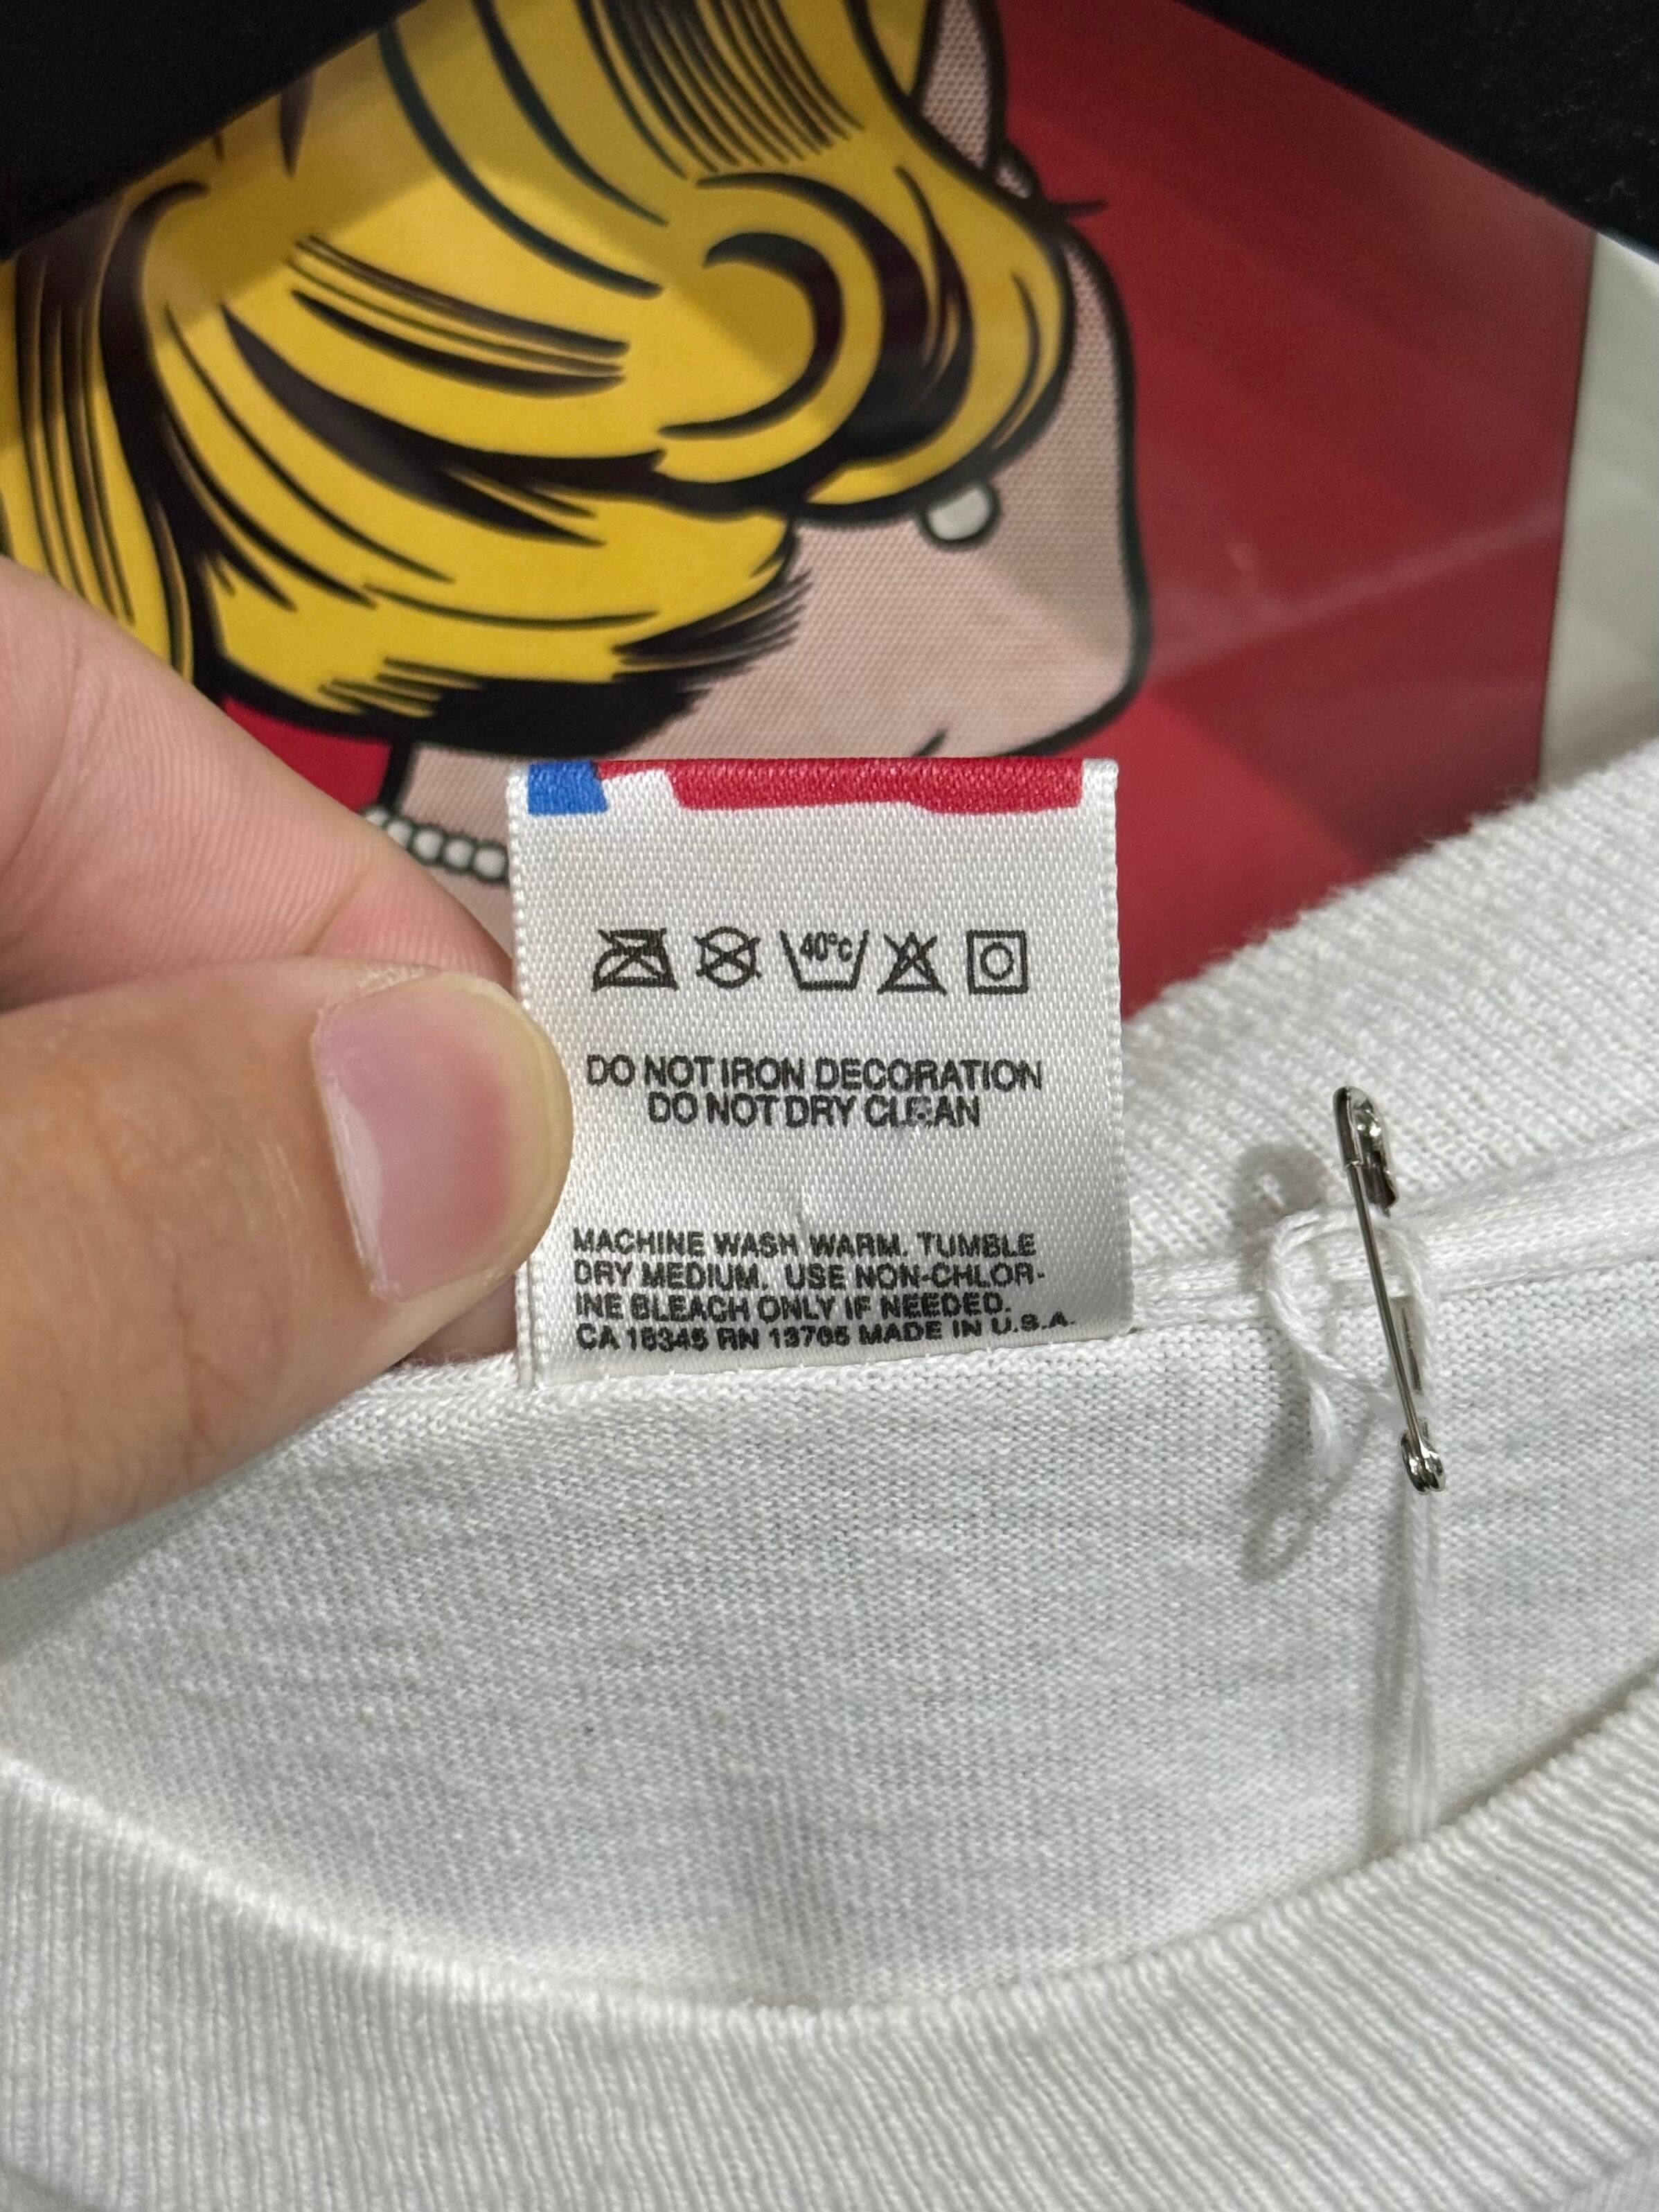 40°c
DO NOT IRON DECORATION
DO NOT DRY CLEAN
MACHINE WASH WARM. TUMBLE
DRY MEDIUM. USE NON-CHLOR-
INE BLEACH ONLY IF NEEDED.
CA 16345 RN 13765 MADE IN U.S.A.